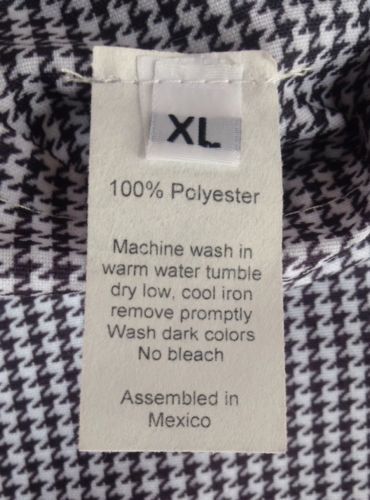 XL
100% Polyester
Machine wash in
warm water tumble
dry low, cool iron
remove promptly
Wash dark colors
No bleach
Assembled in
Mexico